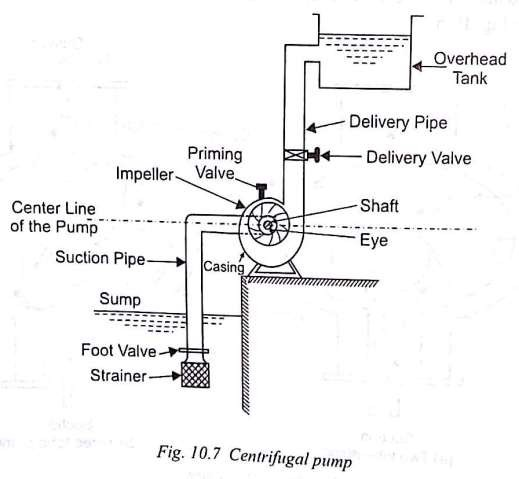 Overhead
Tank
Delivery Pipe
Priming
Valve
Delivery Valve
Impeller
Shaft
Center Line
of the Pump
Eye
Suction Pipe
Casing
Sump
Foot Valve
Strainer
Fig. 10.7 Centrifugal pump